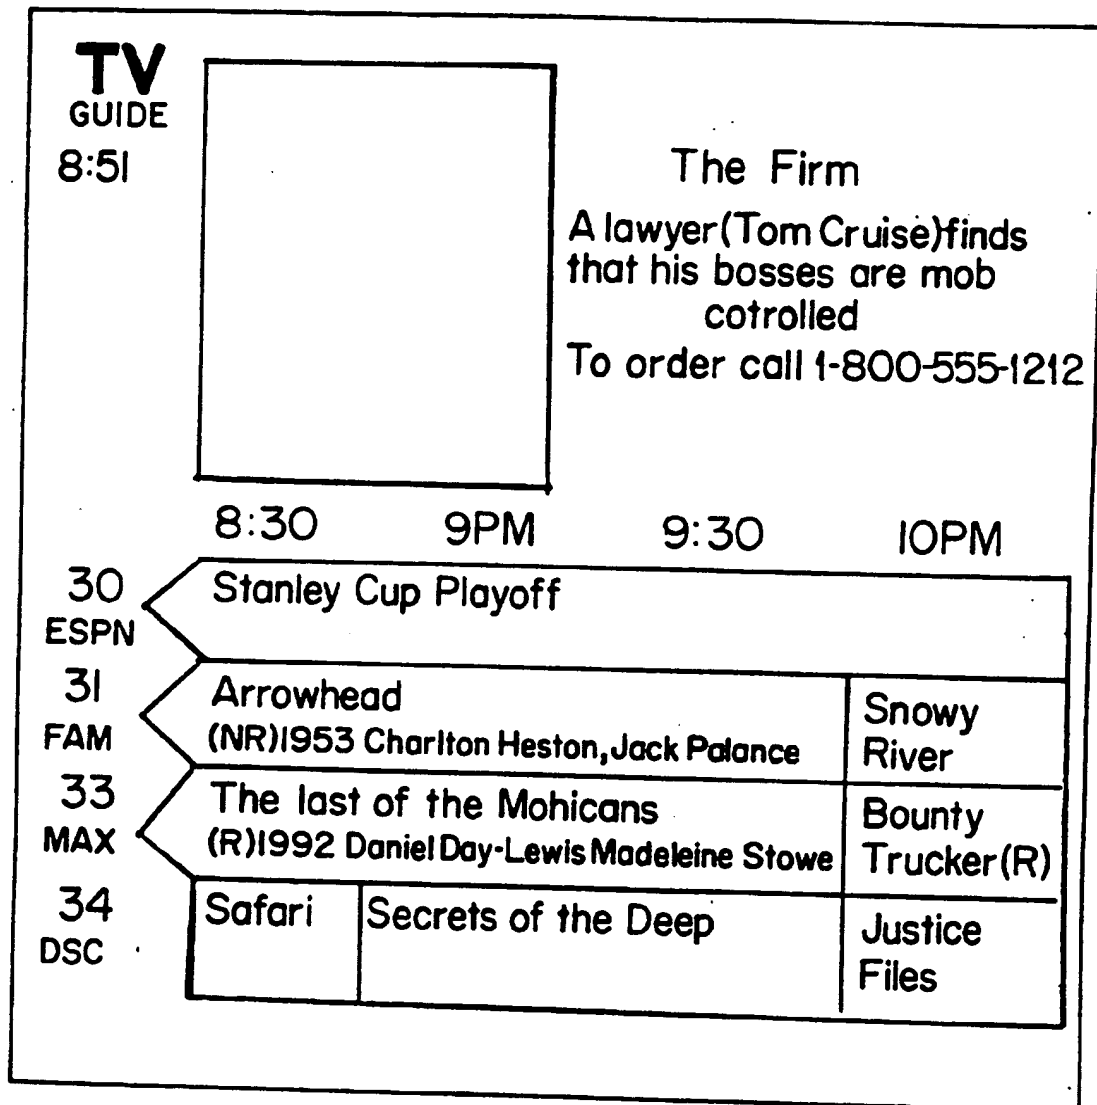 TV
GUIDE
8:51
The Firm
A lawyer(Tom Cruise)finds
that his bosses are mob
cotrolled
To order call 1-800-555-1212
8:30 9PM 9:30 10PM
30
ESPN
Stanley Cup Playoff
31
FAM
Arrowhead
(NR)1953 Charlton Heston,Jack Palance
Snowy
River
33
MAX
The last of the Mohicans
(R)1992 Daniel Day-Lewis Madeleine Stowe
Bounty
Trucker(R)
34
DSC
Safari
Secrets of the Deep
Justice
Files